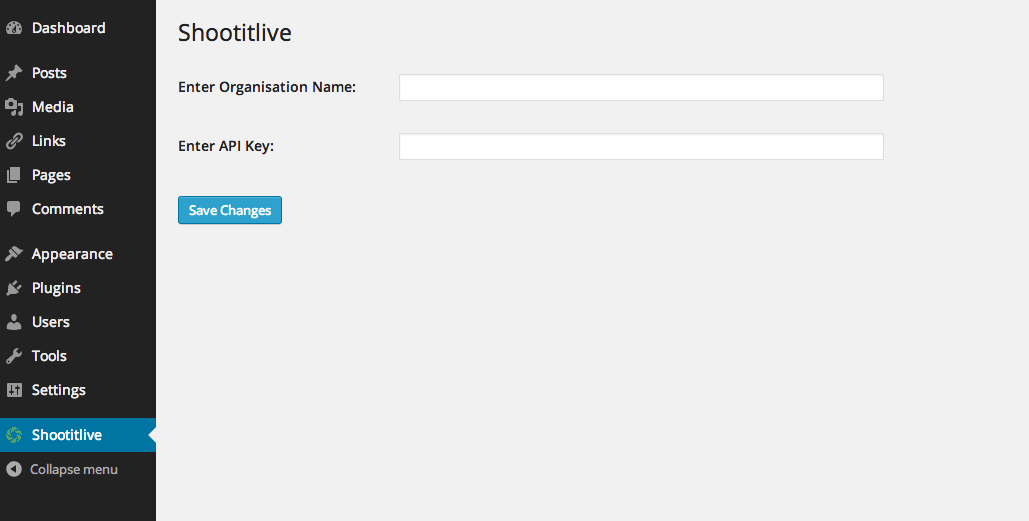 Dashboard
Posts
Media
Links
Pages
Comments
Appearance
Plugins
Users
Tools
Settings
Shootitlive
Collapse menu
Shootitlive
Enter Organisation Name:
Enter API Key:
Save Changes